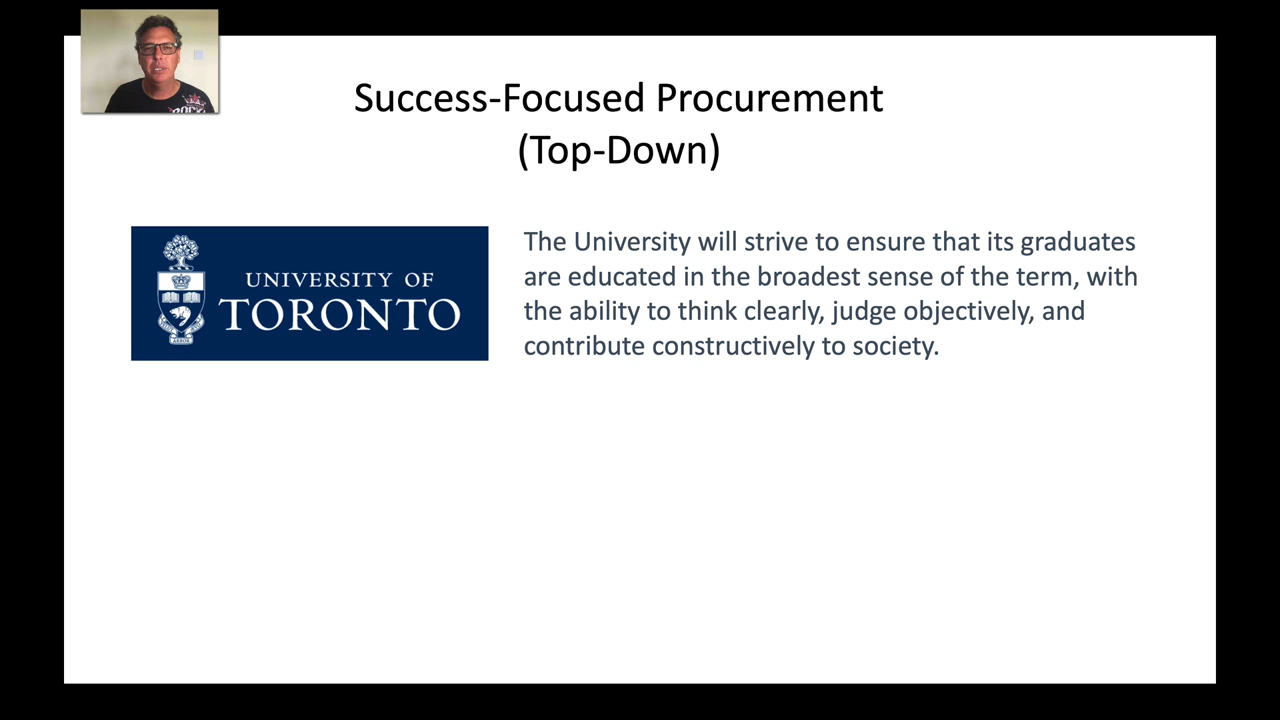 Success-Focused Procurement
(Top-Down)
UNIVERSITY OF
TORONTO
The University will strive to ensure that its graduates
are educated in the broadest sense of the term, with
the ability to think clearly, judge objectively, and
contribute constructively to society.